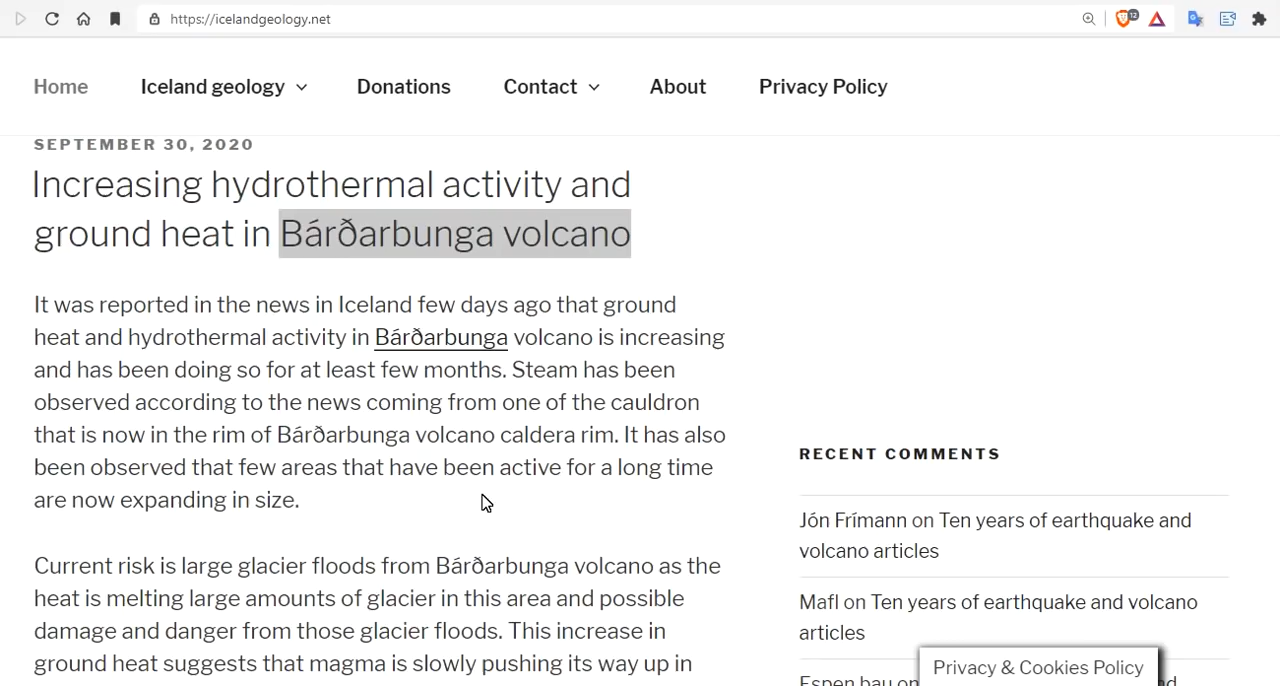 https://icelandgeology.net
12
Home Iceland geology Donations Contact About Privacy Policy
SEPTEMBER 30, 2020
Increasing hydrothermal activity and
ground heat in Bárðarbunga volcano
It was reported in the news in Iceland few days ago that ground
heat and hydrothermal activity in Bárðarbunga volcano is increasing
and has been doing so for at least few months. Steam has been
observed according to the news coming from one of the cauldron
that is now in the rim of Bárðarbunga volcano caldera rim. It has also
been observed that few areas that have been active for a long time
are now expanding in size.
Current risk is large glacier floods from Bárðarbunga volcano as the
heat is melting large amounts of glacier in this area and possible
damage and danger from those glacier floods. This increase in
ground heat suggests that magma is slowly pushing its way up in
RECENT COMMENTS
Jón Frímann on Ten years of earthquake and
volcano articles
Mafl on Ten years of earthquake and volcano
articles
Espen bau on
Privacy & Cookies Policy